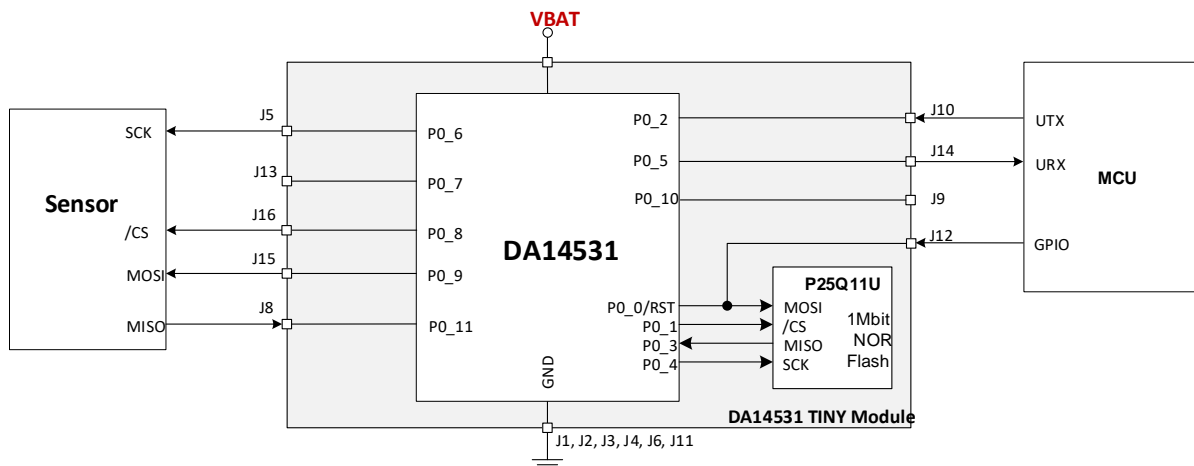 VBAT
Sensor
SCK
/CS
MOSI
MISO
J5
J13
J16
J15
J8
P0_6
P0_7
P0_8
P0_9
P0_11
DA14531
GND
P0_2
P0_5
P0_10
P0_0/RST
P0_1
P0_3
P0_4
P25Q11U
MOSI
/CS
MISO
SCK
1Mbit
NOR
Flash
DA14531 TINY Module
J1, J2, J3, J4, J6, J11
J10
J14
J9
J12
UTX
URX
GPIO
MCU